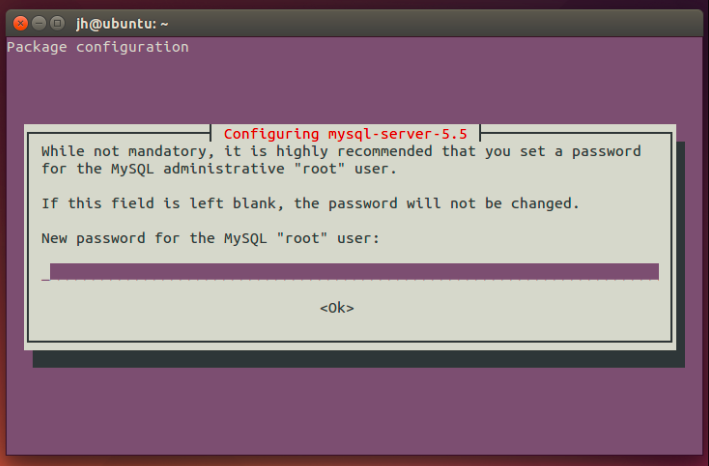 jh@ubuntu: ~
Package configuration
Configuring mysql-server-5.5
While not mandatory, it is highly recommended that you set a password
for the MySQL administrative "root" user.
If this field is left blank, the password will not be changed.
New password for the MySQL "root" user:
<Ok>